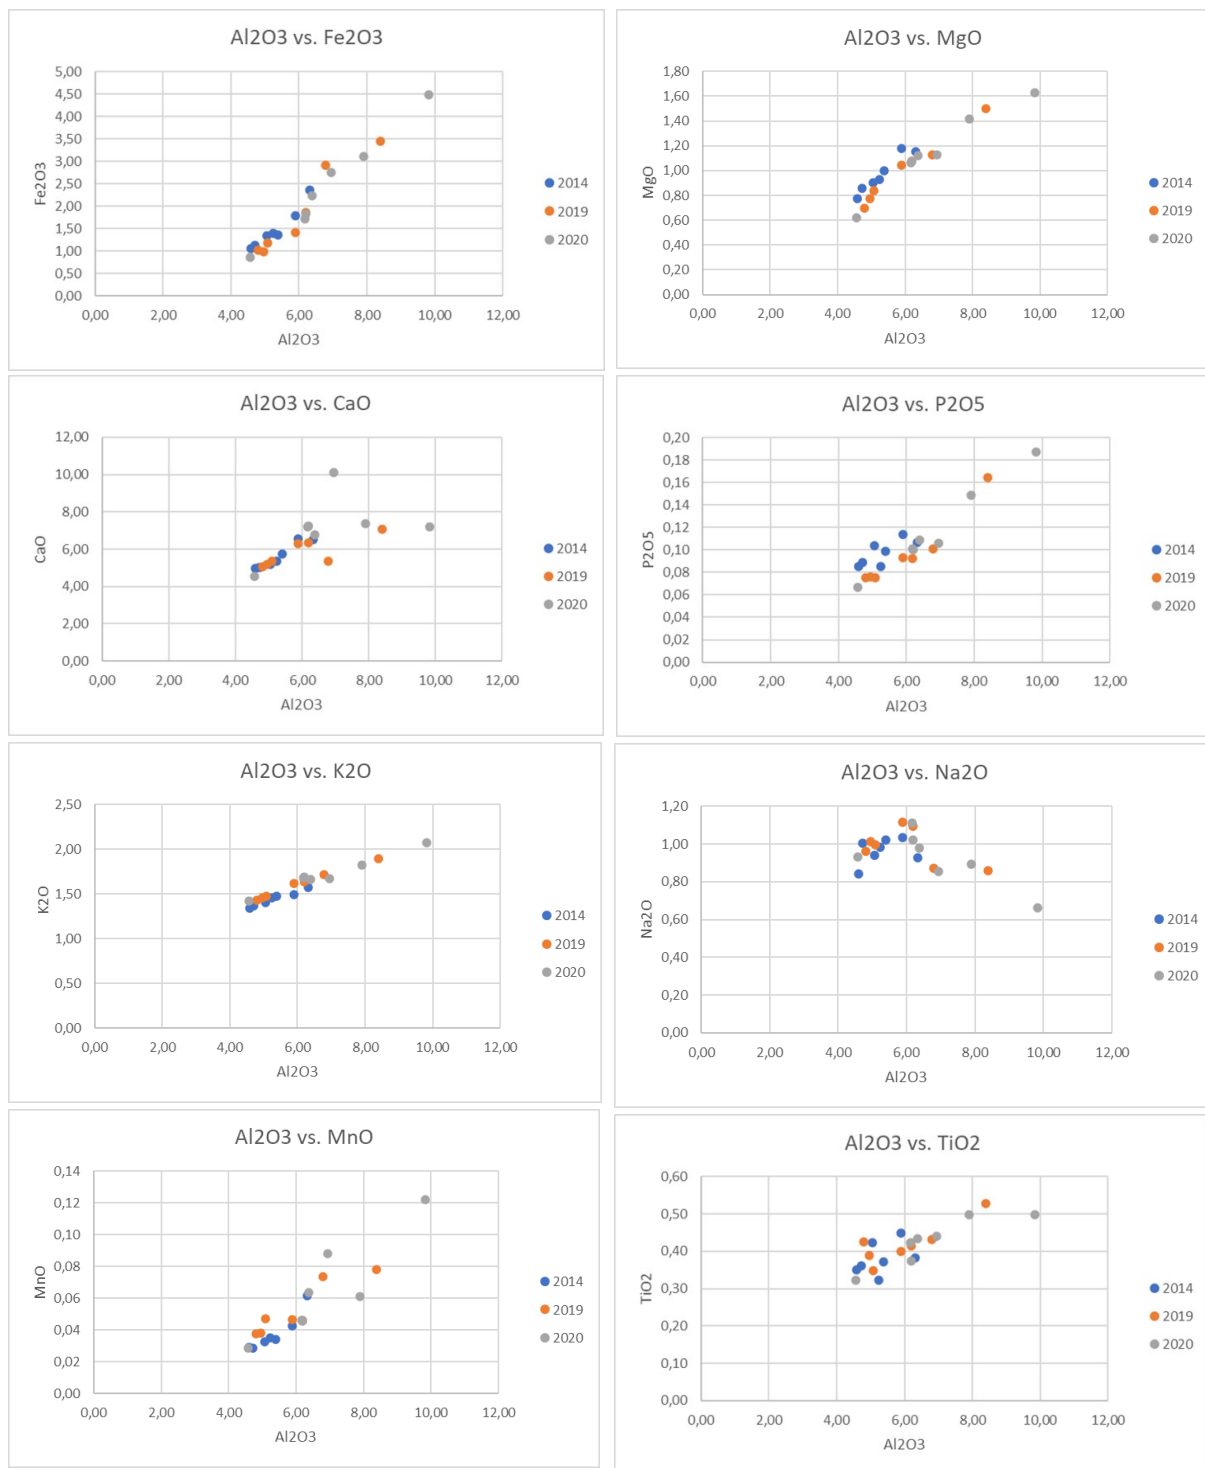 Al2O3 vs. Fe2O3
5,00
4,50
4,00
3,50
3,00
2,50
2,00
1,50
1,00
0,50
0,00
Fe2O3
0,00 2,00 4,00 6,00 8,00 10,00 12,00
Al2O3
2014
2019
2020
Al2O3 vs. MgO
1,80
1,60
1,40
1,20
1,00
0,80
0,60
0,40
0,20
0,00
MgO
0,00 2,00 4,00 6,00 8,00 10,00 12,00
Al2O3
2014
2019
2020
Al2O3 vs. CaO
12,00
10,00
8,00
6,00
4,00
2,00
0,00
CaO
0,00 2,00 4,00 6,00 8,00 10,00 12,00
Al2O3
2014
2019
2020
Al2O3 vs. P2O5
0,20
0,18
0,16
0,14
0,12
0,10
0,08
0,06
0,04
0,02
0,00
P2O5
0,00 2,00 4,00 6,00 8,00 10,00 12,00
Al2O3
2014
2019
2020
Al2O3 vs. K2O
2,50
2,00
1,50
1,00
0,50
0,00
K2O
0,00 2,00 4,00 6,00 8,00 10,00 12,00
Al2O3
2014
2019
2020
Al2O3 vs. Na2O
1,20
1,00
0,80
0,60
0,40
0,20
0,00
Na2O
0,00 2,00 4,00 6,00 8,00 10,00 12,00
Al2O3
2014
2019
2020
Al2O3 vs. MnO
0,14
0,12
0,10
0,08
0,06
0,04
0,02
0,00
MnO
0,00 2,00 4,00 6,00 8,00 10,00 12,00
Al2O3
2014
2019
2020
Al2O3 vs. TiO2
0,60
0,50
0,40
0,30
0,20
0,10
0,00
TiO2
0,00 2,00 4,00 6,00 8,00 10,00 12,00
Al2O3
2014
2019
2020